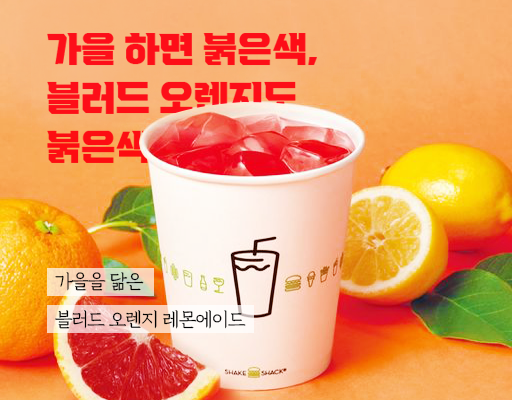 가을 하면 붉은색,
블러드 오렌지도
붉은색
가을을 닮은
블러드 오렌지 레몬에이드
SHAKE SHACK